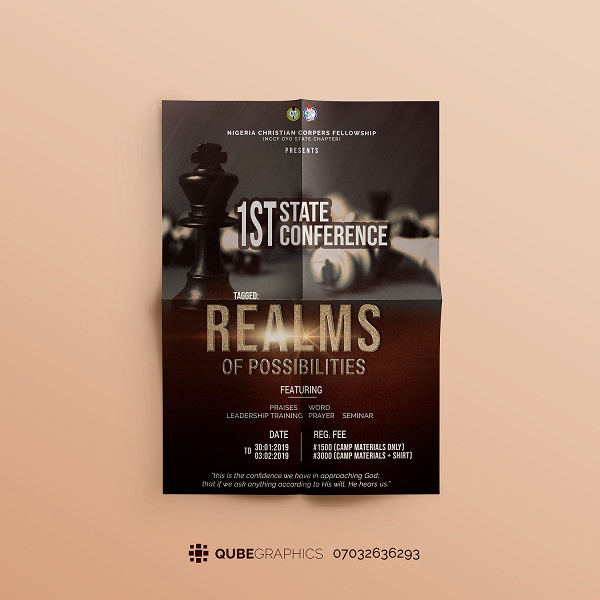 NIGERIA CHRISTIAN CORPERS FELLOWSHIP
(NCCF OYO STATE CHAPTER)
PRESENTS
1ST STATE
CONFERENCE
TAGGED:
REALMS
OF POSSIBILITIES
FEATURING
PRAISES WORD
LEADERSHIP TRAINING PRAYER SEMINAR
DATE REG. FEE
30:01:2019 #1500 (CAMP MATERIALS ONLY)
TO 03:02:2019 #3000 (CAMP MATERIALS + SHIRT)
"this is the confidence we have in approaching God:
that if we ask anything according to His will, He hears us."
QUBEGRAPHICS 07032636293